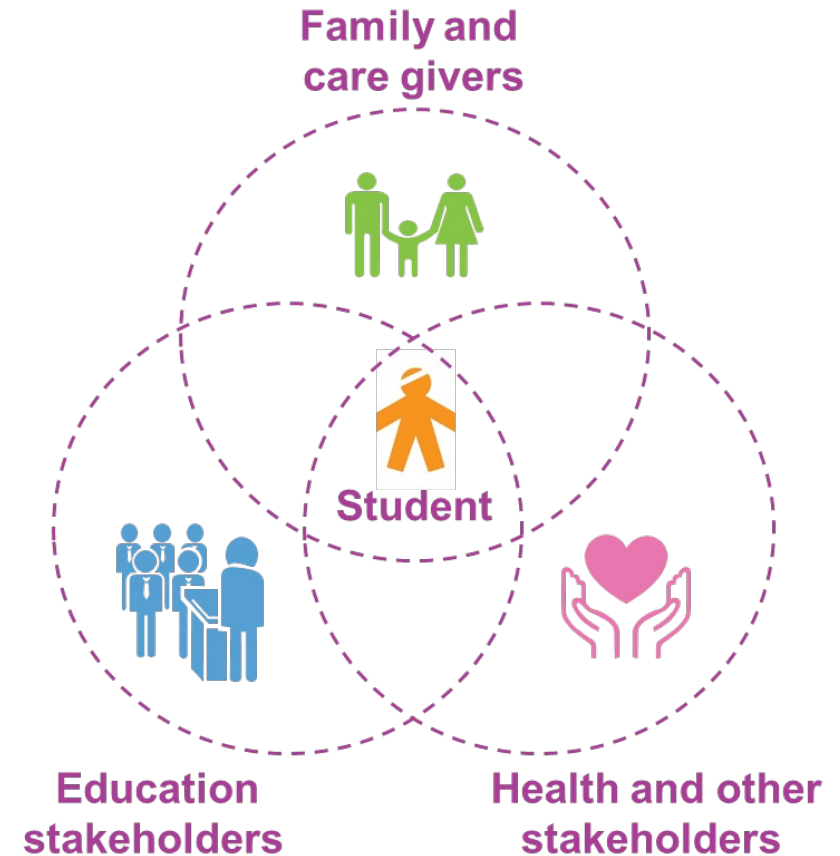 Family and
care givers
Student
Education
stakeholders
Health and other
stakeholders